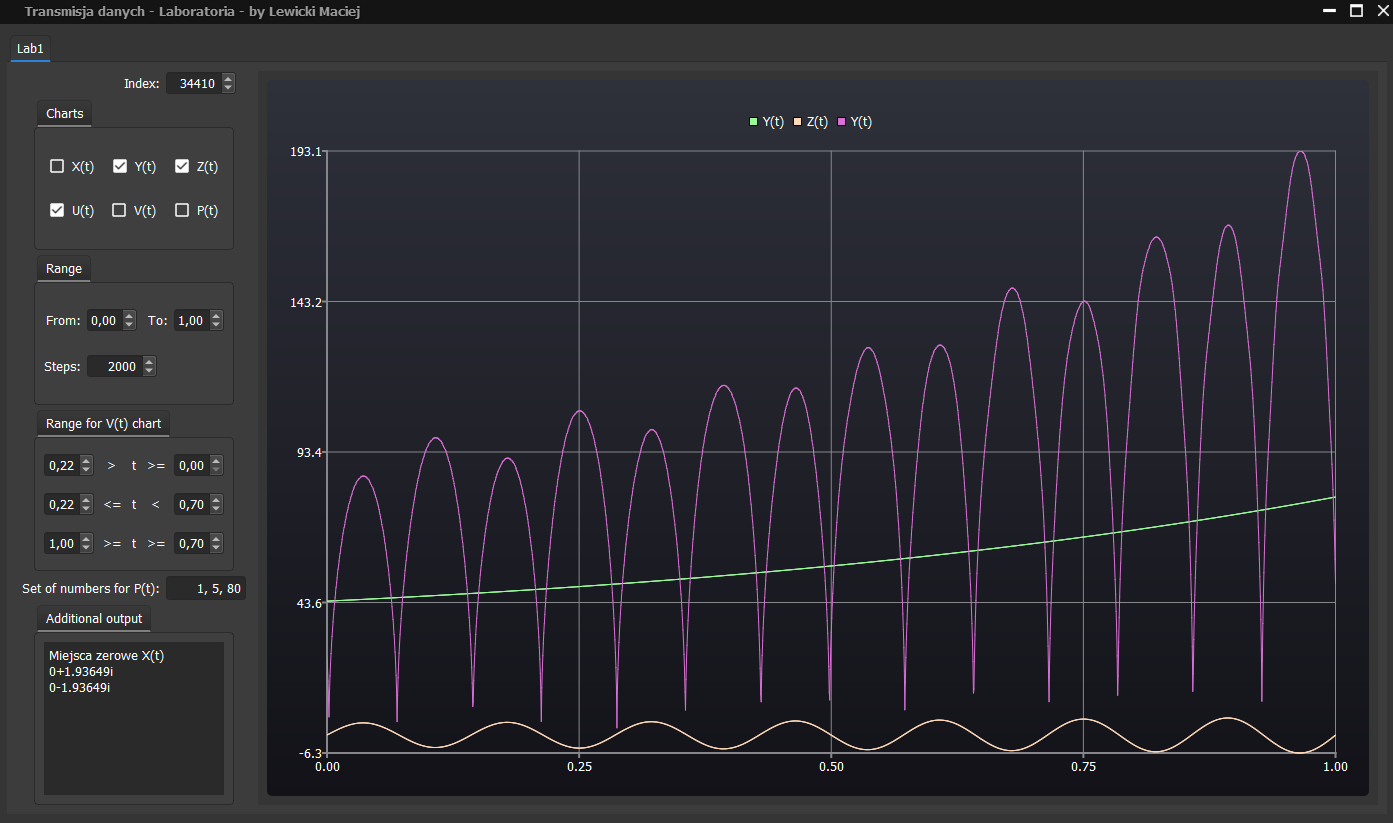 Transmisja danych - Laboratoria - by Lewicki Maciej
Lab1
Index: 34410
Charts
X(t) Y(t) Z(t)
U(t) V(t) P(t)
Range
From: 0,00 To: 1,00
Steps: 2000
Range for V(t) chart
0,22 > t >= 0,00
0,22 <= t < 0,70
1,00 >= t >= 0,70
Set of numbers for P(t): 1, 5, 80
Additional output
Miejsca zerowe X(t)
0+1.93649i
0-1.93649i
Y(t) Z(t) Y(t)
193.1
143.2
93.4
43.6
-6.3
0.00 0.25 0.50 0.75 1.00